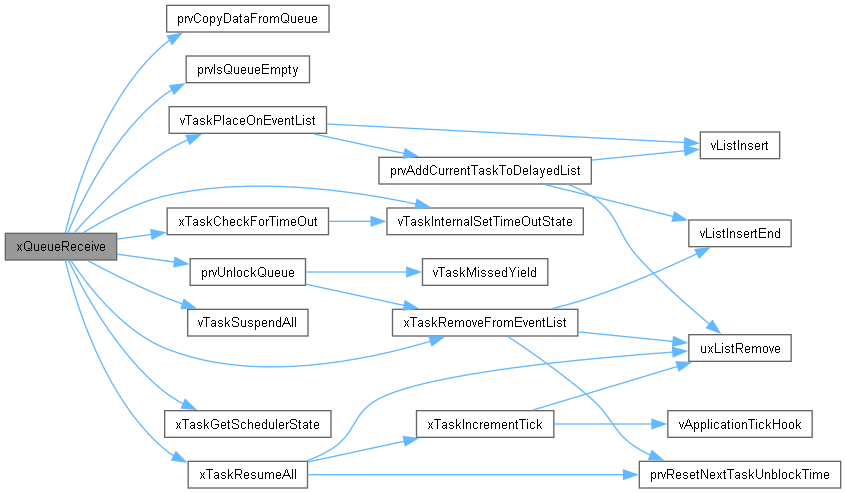 prvCopyDataFromQueue
prvIsQueueEmpty
vTaskPlaceOnEventList
vListInsert
prvAddCurrentTaskToDelayedList
xTaskCheckForTimeOut
vTaskInternalSetTimeOutState
vListInsertEnd
xQueueReceive
prvUnlockQueue
vTaskMissedYield
vTaskSuspendAll
xTaskRemoveFromEventList
uxListRemove
xTaskGetSchedulerState
xTaskIncrementTick
vApplicationTickHook
xTaskResumeAll
prvResetNextTaskUnblockTime